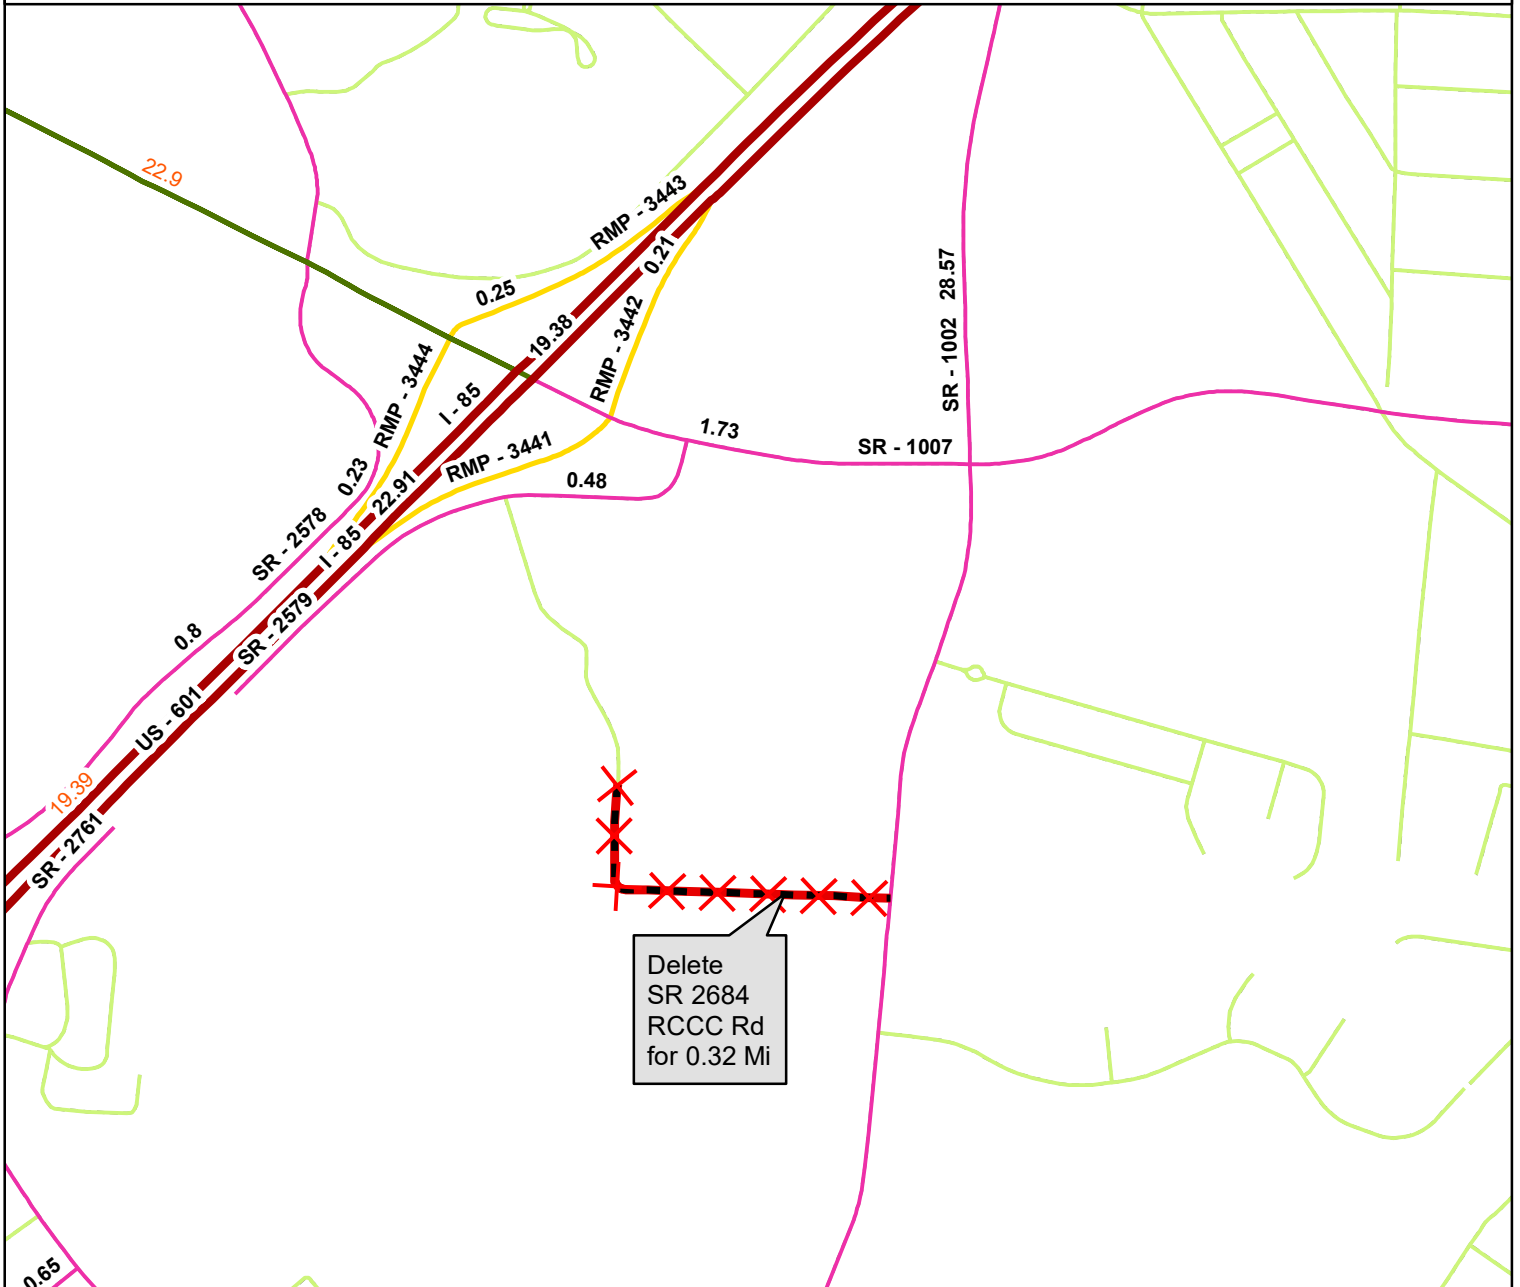 22.9
RMP - 3443
0.21
0.25
RMP - 3442
19.38
RMP - 3444
I - 85
SR - 1002 28.57
1.73
SR - 1007
RMP - 3441
0.48
0.23
22.91
SR - 2578
I - 85
SR - 2579
0.8
US - 601
19.39
SR - 2761
Delete
SR 2684
RCCC Rd
for 0.32 Mi
0.65